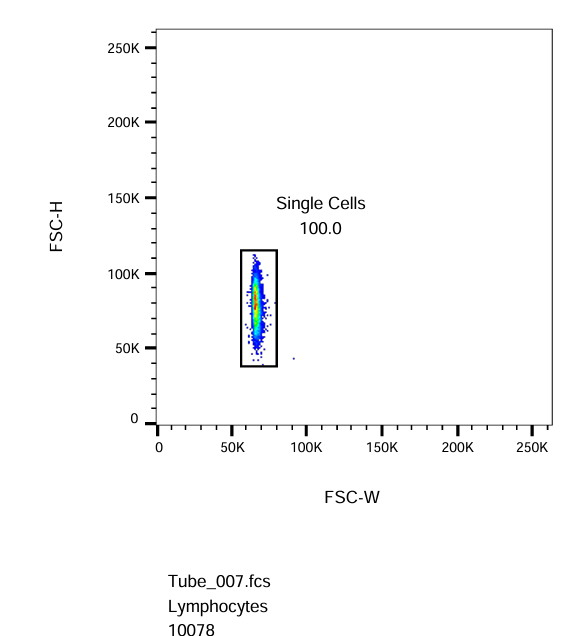 250K
200K
150K
100K
50K
0
FSC-H
Single Cells
100.0
0 50K 100K 150K 200K 250K
FSC-W
Tube_007.fcs
Lymphocytes
10078